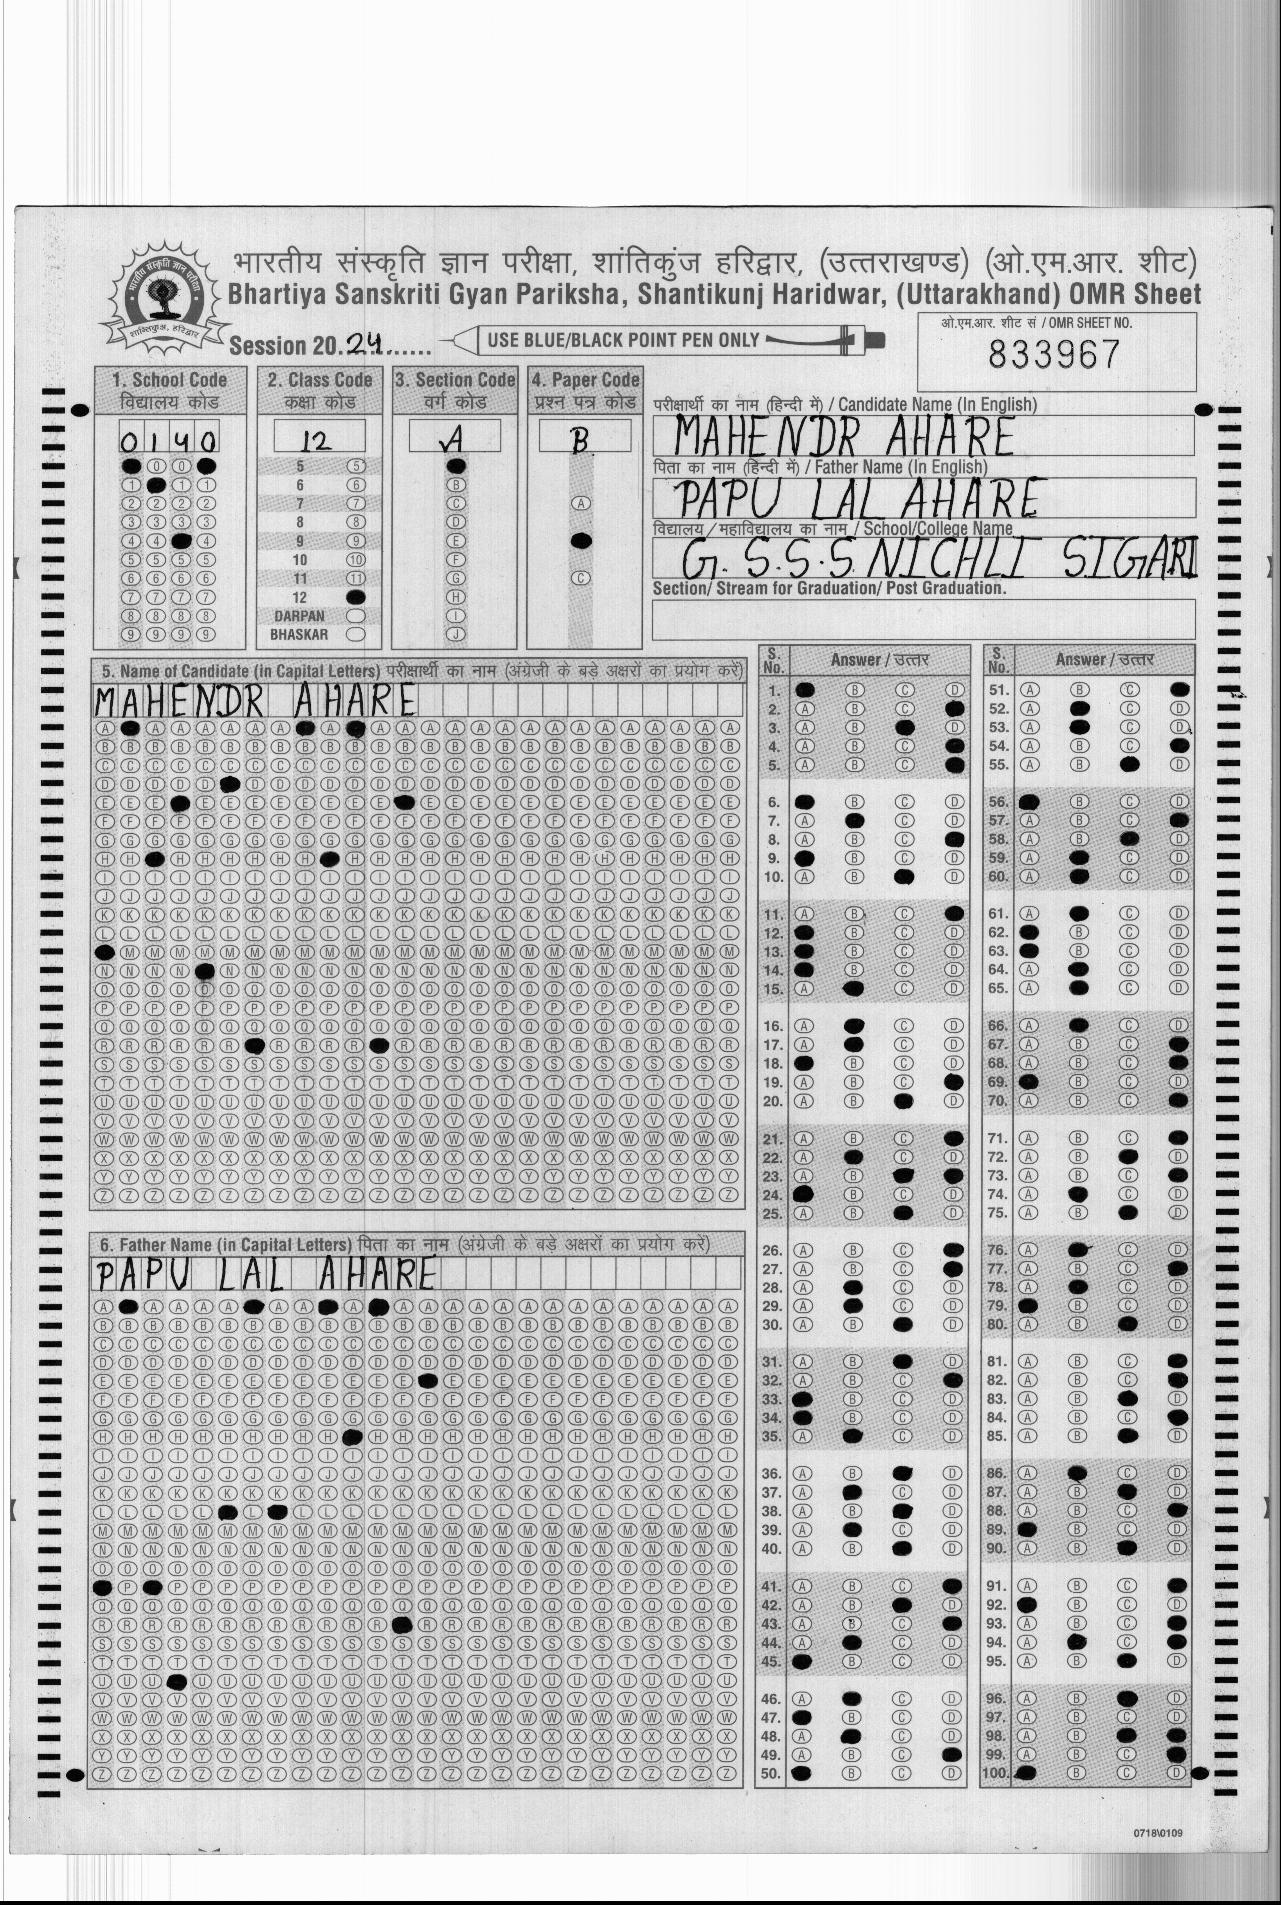 भारतीय संस्कृति ज्ञान परीक्षा, शांतिकुंज हरिद्वार, (उत्तराखण्ड) (ओ.एम.आर. शीट)
Bhartiya Sanskriti Gyan Pariksha, Shantikunj Haridwar, (Uttarakhand) OMR Sheet
Session 20.24......
USE BLUE/BLACK POINT PEN ONLY
ओ.एम.आर. शीट सं / OMR SHEET NO.
833967
1. School Code
विद्यालय कोड
0140
2. Class Code
कक्षा कोड
12
5
6
7
8
9
10
11
12
DARPAN
BHASKAR
3. Section Code
वर्ग कोड
A
4. Paper Code
प्रश्न पत्र कोड
B
परीक्षार्थी का नाम (हिन्दी में) / Candidate Name (In English)
MAHENDR AHARE
पिता का नाम (हिन्दी में) / Father Name (In English)
PAPU LAL AHARE
विद्यालय / महाविद्यालय का नाम / School/College Name
G. S.S.S NICHLI SIGARI
Section/ Stream for Graduation/ Post Graduation.
5. Name of Candidate (in Capital Letters) परीक्षार्थी का नाम (अंग्रेजी के बड़े अक्षरों का प्रयोग करें)
MAHENDR AHARE
6. Father Name (in Capital Letters) पिता का नाम (अंग्रेजी के बड़े अक्षरों का प्रयोग करें)
PAPU LAL AHARE
S. No. Answer / उत्तर
S. No. Answer / उत्तर
0718\0109